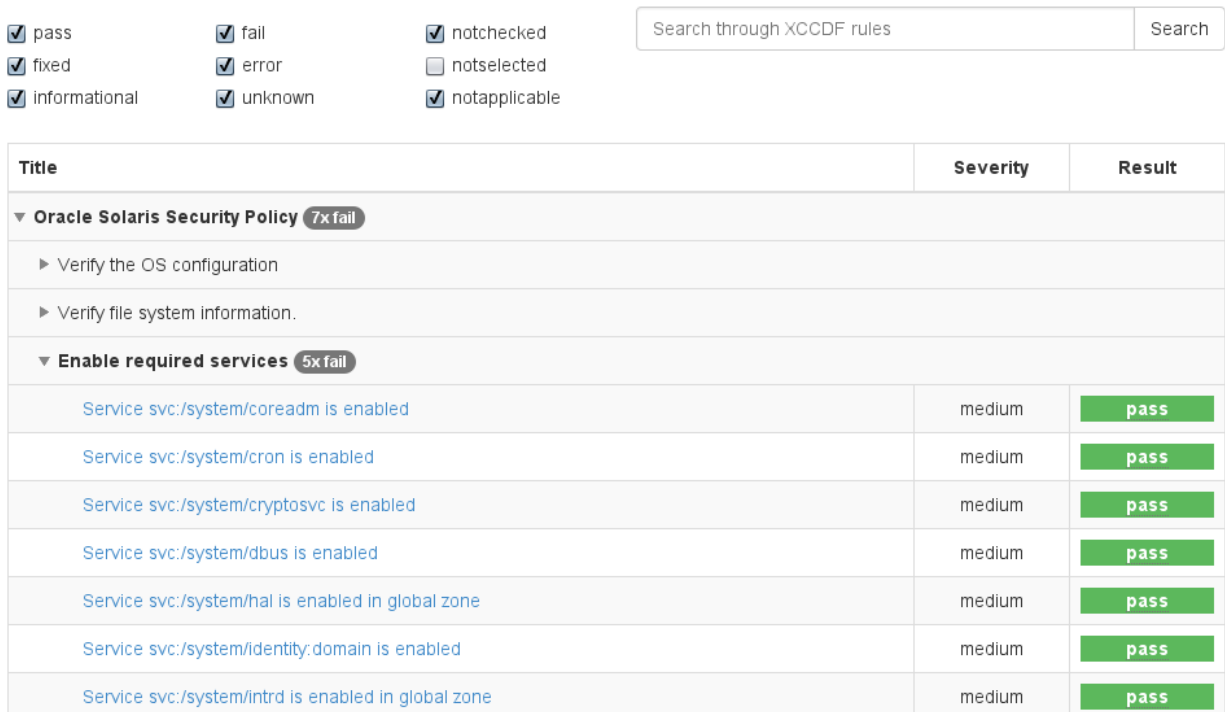 pass fail notchecked Search through XCCDF rules Search
fixed error notselected
informational unknown notapplicable
Title Severity Result
Oracle Solaris Security Policy 7x fail
Verify the OS configuration
Verify file system information.
Enable required services 5x fail
Service svc:/system/coreadm is enabled medium pass
Service svc:/system/cron is enabled medium pass
Service svc:/system/cryptosvc is enabled medium pass
Service svc:/system/dbus is enabled medium pass
Service svc:/system/hal is enabled in global zone medium pass
Service svc:/system/identity:domain is enabled medium pass
Service svc:/system/intrd is enabled in global zone medium pass